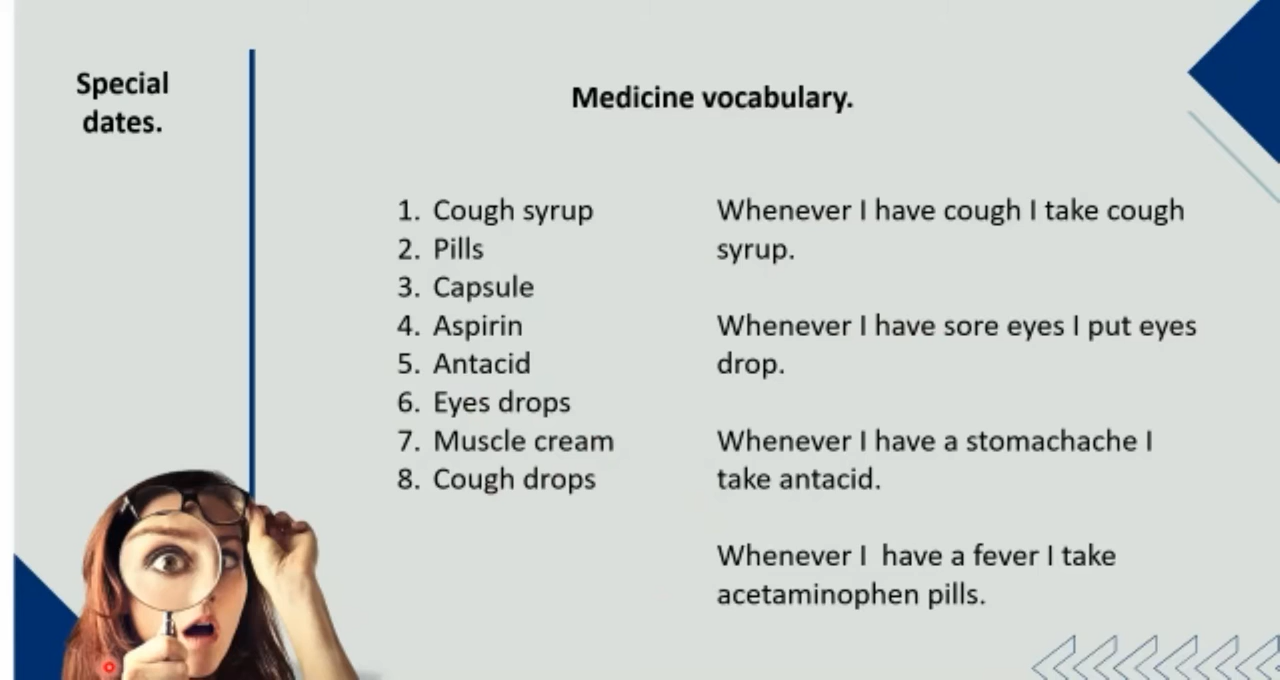 Special
dates.
Medicine vocabulary.
1. Cough syrup
2. Pills
3. Capsule
4. Aspirin
5. Antacid
6. Eyes drops
7. Muscle cream
8. Cough drops
Whenever I have cough I take cough
syrup.
Whenever I have sore eyes I put eyes
drop.
Whenever I have a stomachache I
take antacid.
Whenever I  have a fever I take
acetaminophen pills.